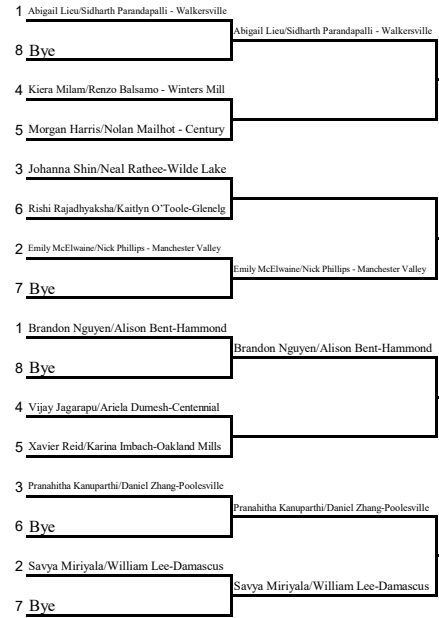 1 Abigail Lieu/Sidharth Parandapalli - Walkersville
Abigail Lieu/Sidharth Parandapalli - Walkersville
8 Bye
4 Kiera Milam/Renzo Balsamo - Winters Mill
5 Morgan Harris/Nolan Mailhot - Century
3 Johanna Shin/Neal Rathee-Wilde Lake
6 Rishi Rajadhyaksha/Kaitlyn O'Toole-Glenelg
2 Emily McElwaine/Nick Phillips - Manchester Valley
Emily McElwaine/Nick Phillips - Manchester Valley
7 Bye
1 Brandon Nguyen/Alison Bent-Hammond
Brandon Nguyen/Alison Bent-Hammond
8 Bye
4 Vijay Jagarapu/Ariela Dumesh-Centennial
5 Xavier Reid/Karina Imbach-Oakland Mills
3 Pranahitha Kanuparthi/Daniel Zhang-Poolesville
Pranahitha Kanuparthi/Daniel Zhang-Poolesville
6 Bye
2 Savya Miriyala/William Lee-Damascus
Savya Miriyala/William Lee-Damascus
7 Bye